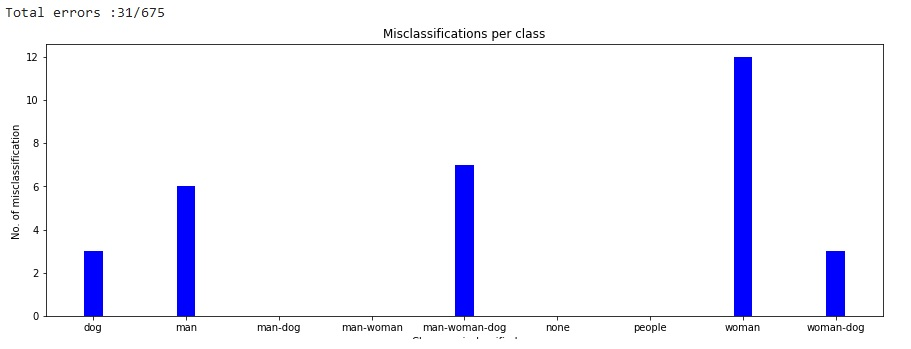 Total errors :31/675
Misclassifications per class
No. of misclassification
12
10
8
6
4
2
0
dog man man-dog man-woman man-woman-dog none people woman woman-dog